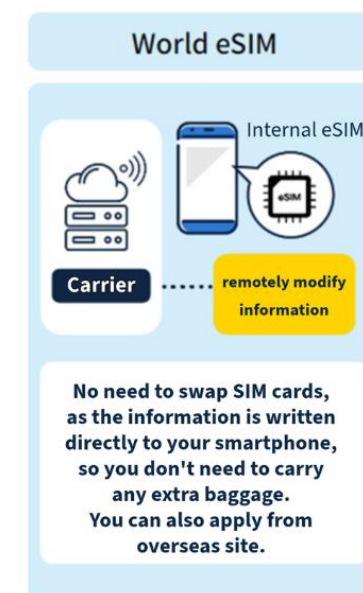 World eSIM
Internal eSIM
eSIM
Carrier
remotely modify
information
No need to swap SIM cards,
as the information is written
directly to your smartphone,
so you don't need to carry
any extra baggage.
You can also apply from
overseas site.